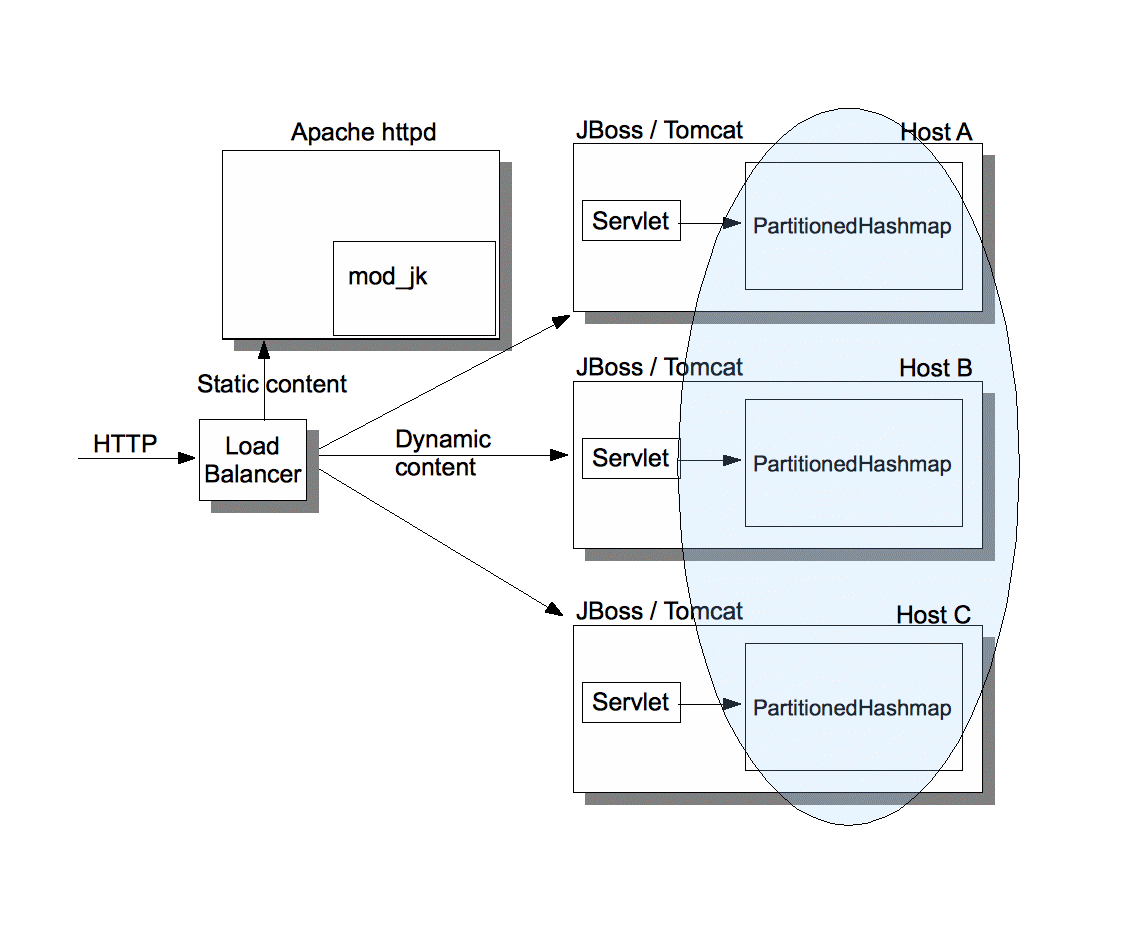 Apache httpd
mod_jk
Static content
HTTP
Load
Balancer
Dynamic
content
JBoss / Tomcat
Host A
Servlet
PartitionedHashmap
JBoss / Tomcat
Host B
Servlet
PartitionedHashmap
JBoss / Tomcat
Host C
Servlet
PartitionedHashmap